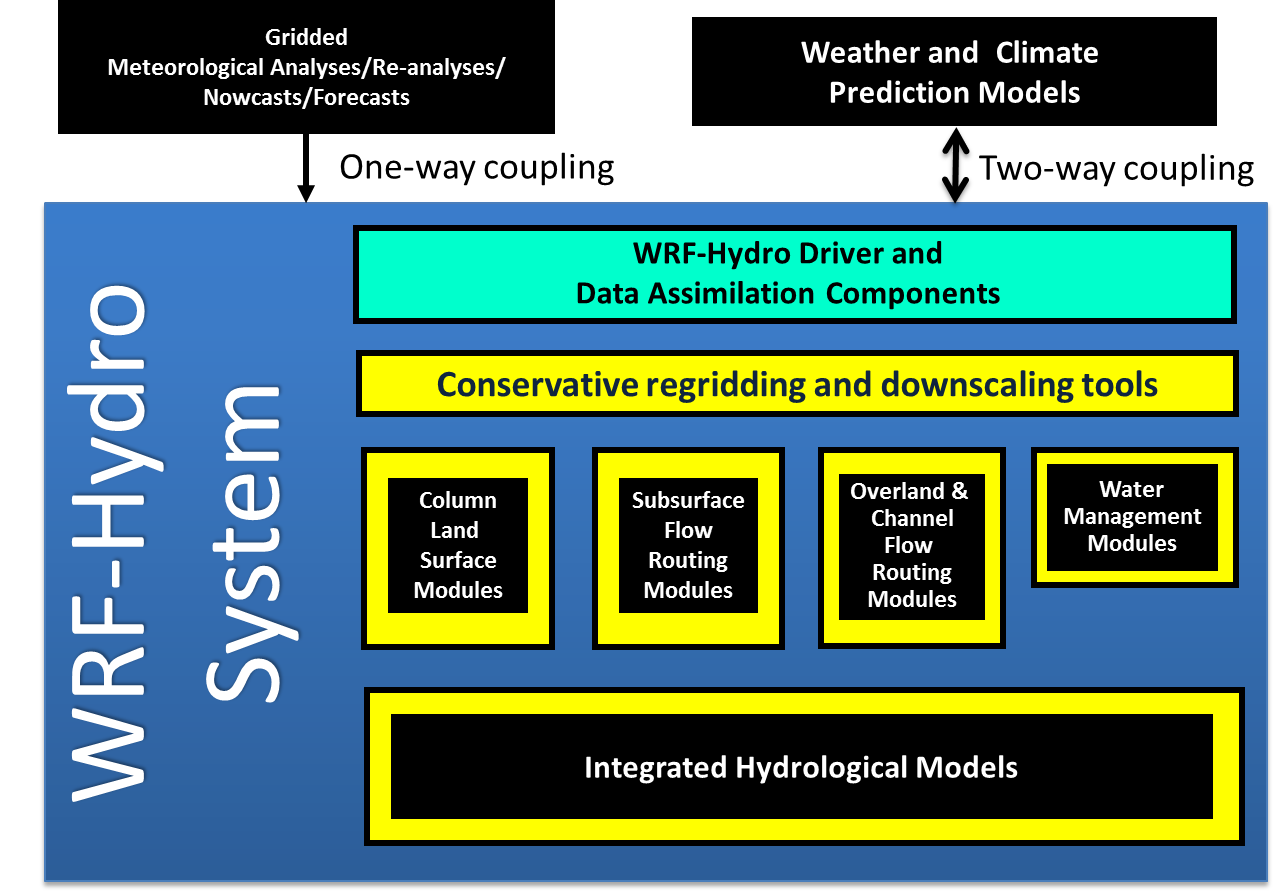 Gridded
Meteorological Analyses/Re-analyses/
Nowcasts/Forecasts
Weather and Climate
Prediction Models
One-way coupling
Two-way coupling
WRF-Hydro
System
WRF-Hydro Driver and
Data Assimilation Components
Conservative regridding and downscaling tools
Column
Land
Surface
Modules
Subsurface
Flow
Routing
Modules
Overland &
Channel
Flow
Routing
Modules
Water
Management
Modules
Integrated Hydrological Models